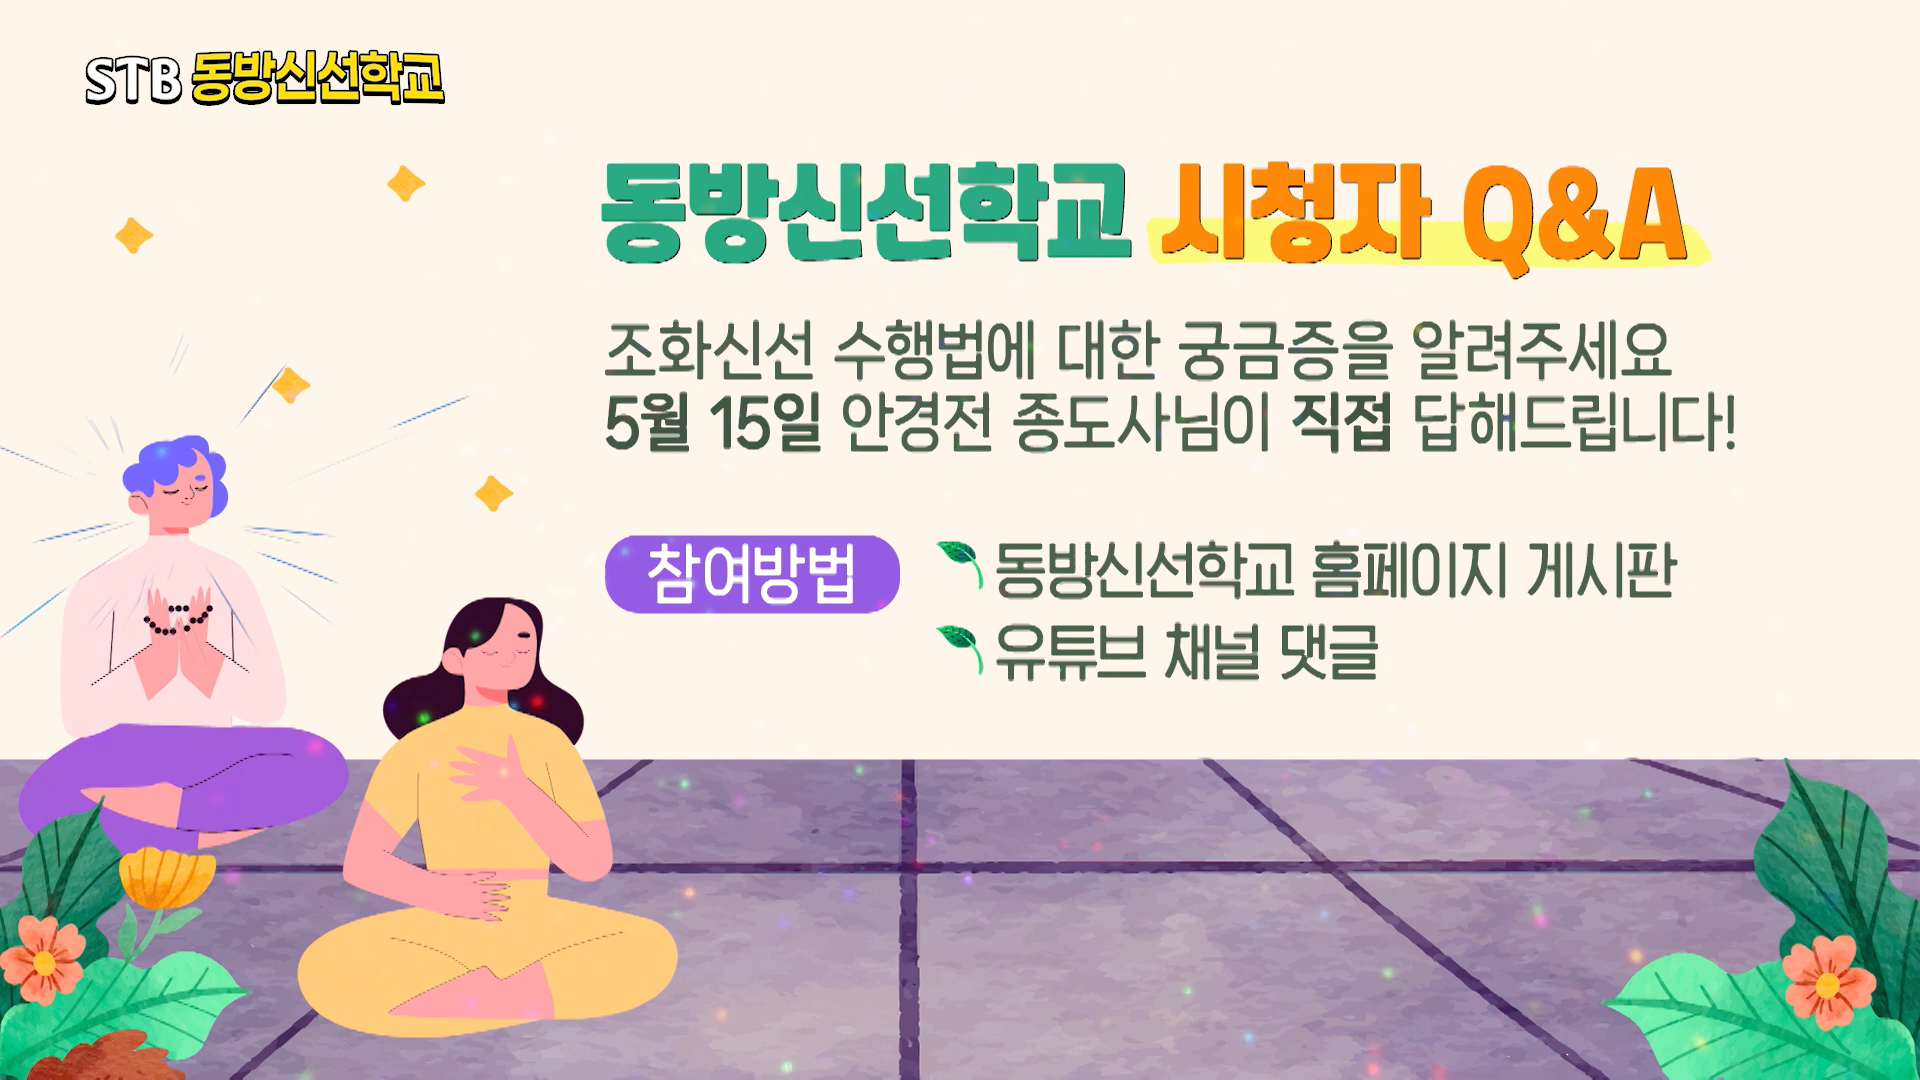 STB 동방신선학교
동방신선학교 시청자 Q&A
조화신선 수행법에 대한 궁금증을 알려주세요
5월 15일 안경전 종도사님이 직접 답해드립니다!
참여방법 동방신선학교 홈페이지 게시판
유튜브 채널 댓글